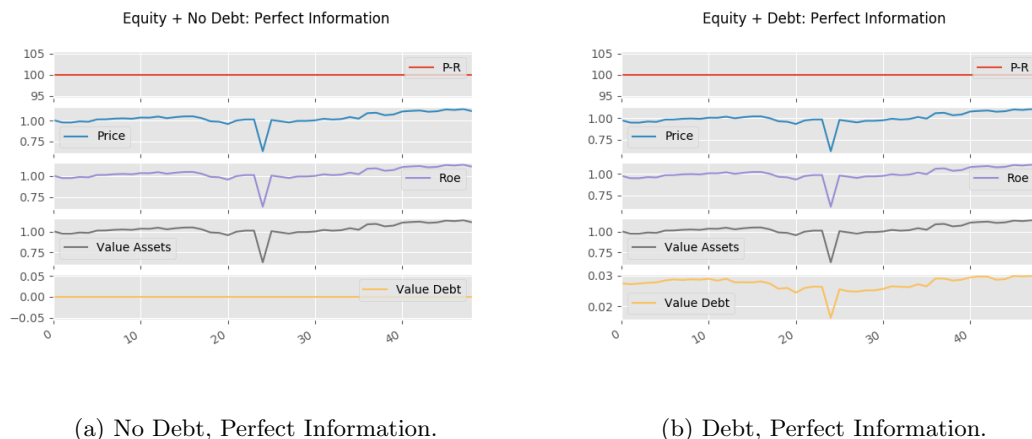 Equity + No Debt: Perfect Information
105
100
95
P-R
1.00
0.75
Price
1.00
0.75
Roe
1.00
0.75
Value Assets
0.05
0.00
−0.05
Value Debt
0
10
20
30
40
(a) No Debt, Perfect Information.
Equity + Debt: Perfect Information
105
100
95
P-R
1.00
0.75
Price
1.00
0.75
Roe
1.00
0.75
Value Assets
0.03
0.02
Value Debt
0
10
20
30
40
(b) Debt, Perfect Information.